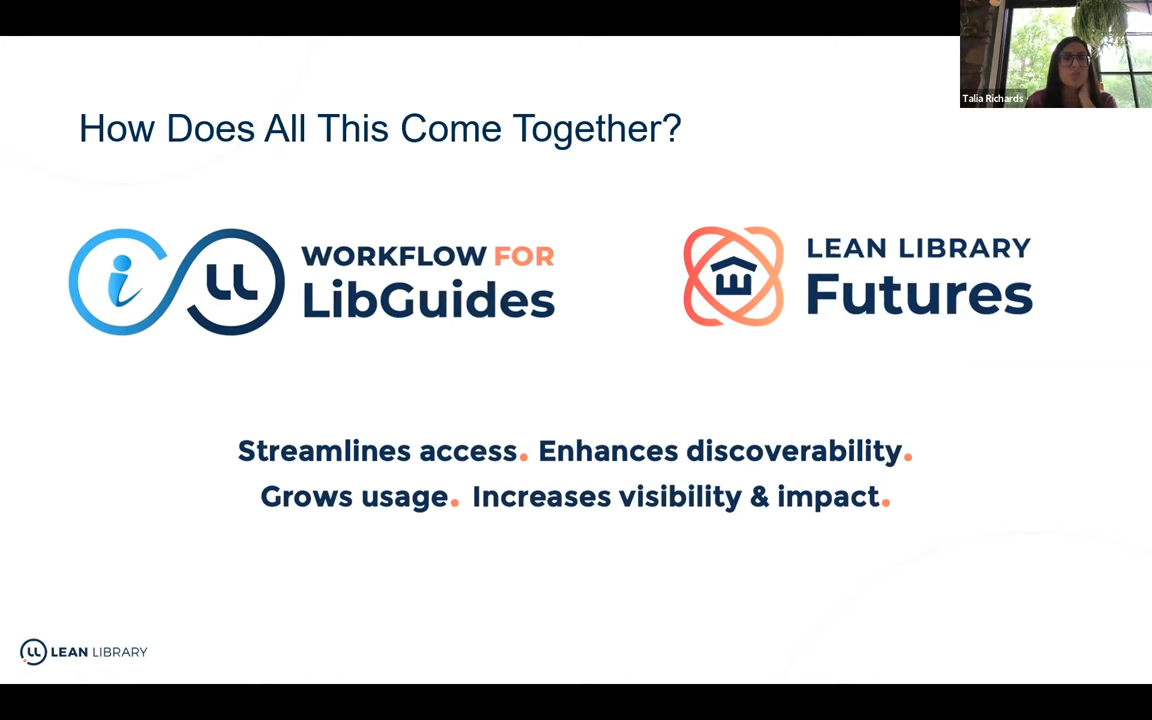 Talia Richards
How Does All This Come Together?
WORKFLOW FOR
LibGuides
LEAN LIBRARY
Futures
Streamlines access. Enhances discoverability.
Grows usage. Increases visibility & impact.
LEAN LIBRARY